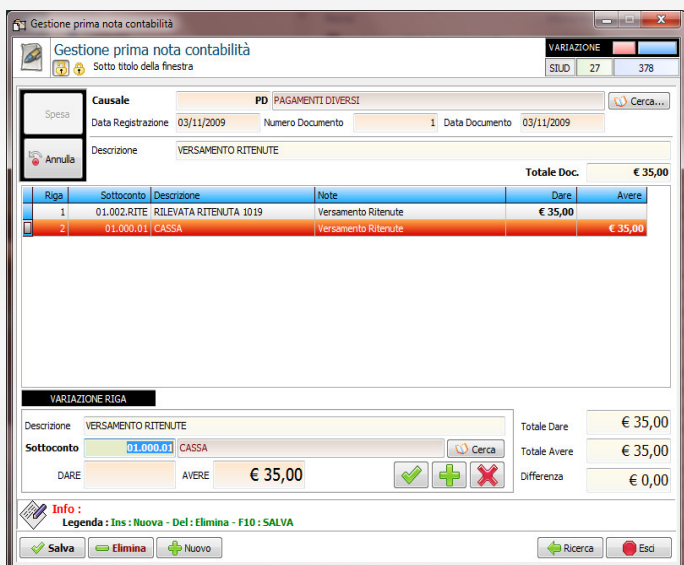 Gestione prima nota contabilità
Gestione prima nota contabilità
Sotto titolo della finestra
VARIAZIONE
SIUD 27 378
Spesa
Causale PD PAGAMENTI DIVERSI Cerca...
Data Registrazione 03/11/2009 Numero Documento 1 Data Documento 03/11/2009
Annulla
Descrizione VERSAMENTO RITENUTE
Totale Doc. € 35,00
Riga Sottoconto Descrizione Note Dare Avere
1 01.002.RITE RILEVATA RITENUTA 1019 Versamento Ritenute € 35,00
2 01.000.01 CASSA Versamento Ritenute € 35,00
VARIAZIONE RIGA
Descrizione VERSAMENTO RITENUTE Totale Dare € 35,00
Sottoconto 01.000.01 CASSA Cerca Totale Avere € 35,00
DARE AVERE € 35,00 Differenza € 0,00
Info :
Legenda : Ins : Nuova - Del : Elimina - F10 : SALVA
Salva Elimina Nuovo Ricerca Esci